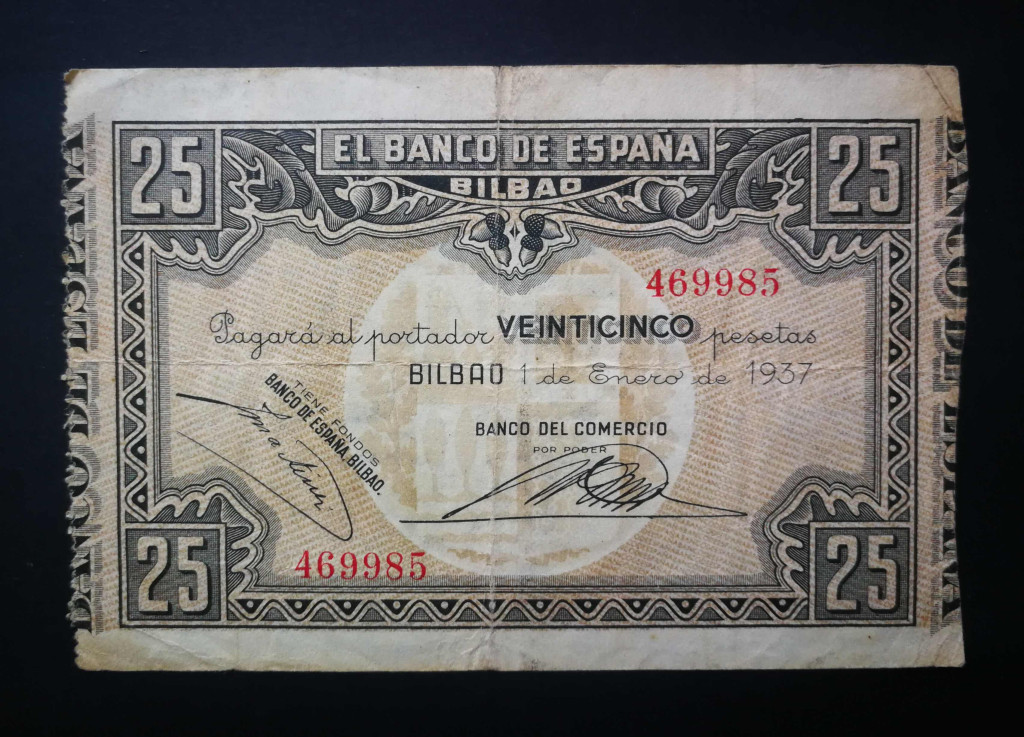 25 EL BANCO DE ESPAÑA 25
BILBAO
469985
Pagará al portador VEINTICINCO pesetas
BILBAO 1 de Enero de 1937
TIENE FONDOS
BANCO DE ESPAÑA, BILBAO.
BANCO DEL COMERCIO
POR PODER
469985
25 25
BANCO DE ESPAÑA
BANCO DE ESPAÑA